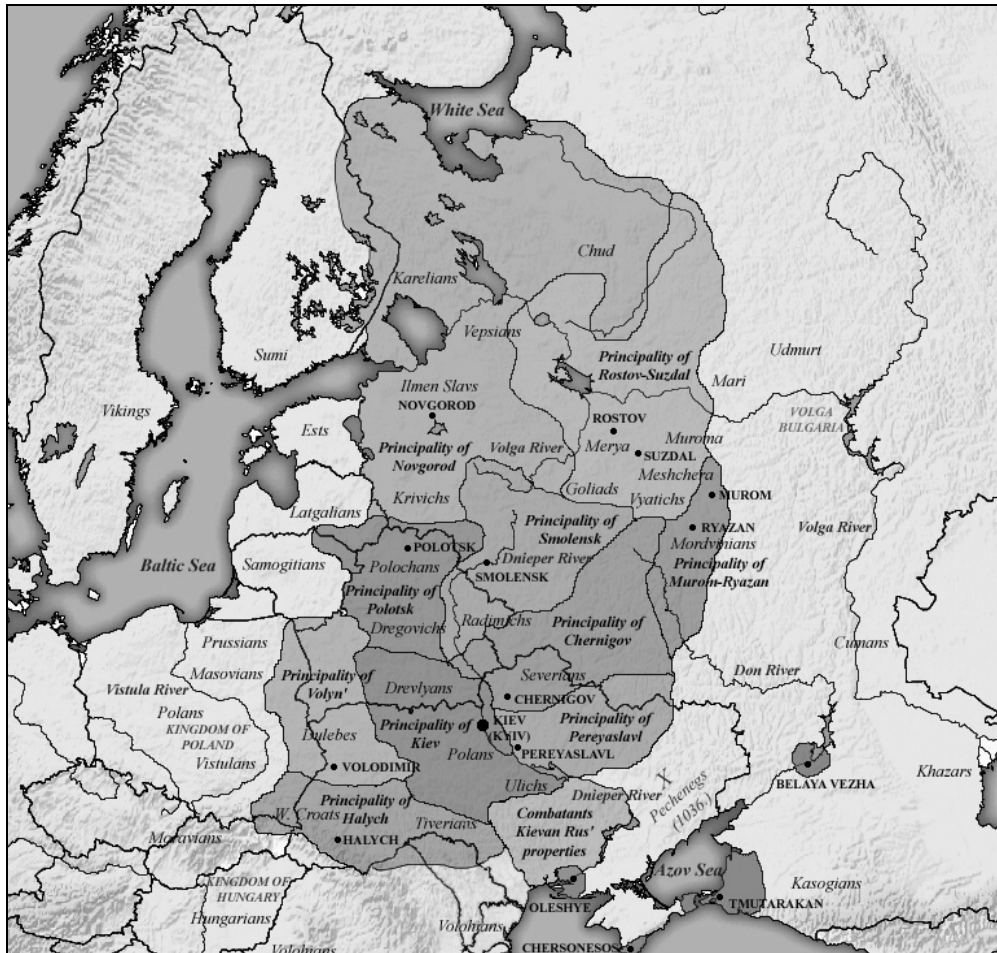 White Sea
Chud
Karelians
Vepsians
Sumi
Udmurt
Principality of
Rostov-Suzdal
Mari
Ilmen Slavs
NOVGOROD
Vikings
VOLGA
BULGARIA
ROSTOV
Ests
Merya
Muroma
Principality of
Novgorod
Volga River
SUZDAL
Meshchera
Krivichs
Goliads
Vyatichs
MUROM
Latgalians
Principality of
Smolensk
RYAZAN
Volga River
POLOTSK
Dnieper River
Mordvinians
Baltic Sea
Samogitians
Polochans
SMOLENSK
Principality of
Murom-Ryazan
Principality of
Polotsk
Radimichs
Principality of
Chernigov
Dregovichs
Prussians
Cumans
Masovians
Principality of
Volyn'
Severians
Don River
Vistula River
Drevlyans
CHERNIGOV
Polans
KINGDOM OF
POLAND
Dulebes
Principality of
Kiev
KIEV
(KYIV)
Principality of
Pereyaslavl
Polans
PEREYASLAVL
Vistulans
VOLODIMIR
Khazars
Ulichs
BELAYA VEZHA
X
Pechenegs
(1036.)
Dnieper River
Principality of
Halych
W. Croats
Tiverians
Combatants
Kievan Rus'
properties
Moravians
HALYCH
Azov Sea
KINGDOM OF
HUNGARY
Kasogians
OLESHYE
TMUTARAKAN
Hungarians
Volohians
Volohians
CHERSONESOS